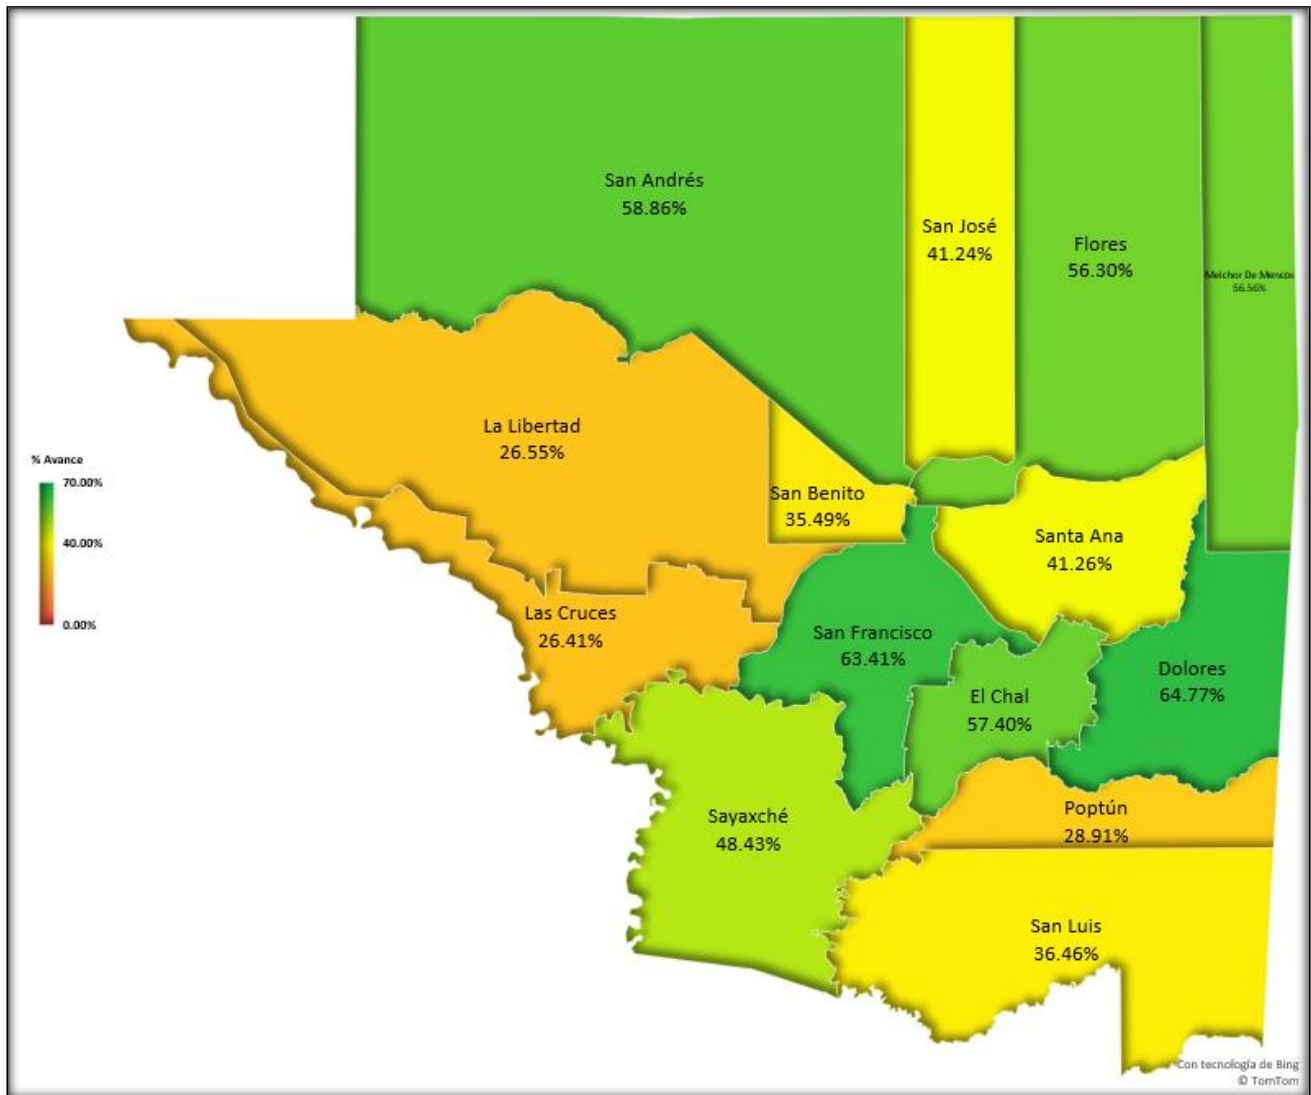 San Andrés
58.86%
San José
41.24%
Flores
56.30%
Melchor De Mencos
56.56%
La Libertad
26.55%
% Avance
70.00%
40.00%
0.00%
San Benito
35.49%
Santa Ana
41.26%
Las Cruces
26.41%
San Francisco
63.41%
El Chal
57.40%
Dolores
64.77%
Sayaxché
48.43%
Poptún
28.91%
San Luis
36.46%
Con tecnología de Bing
© TomTom